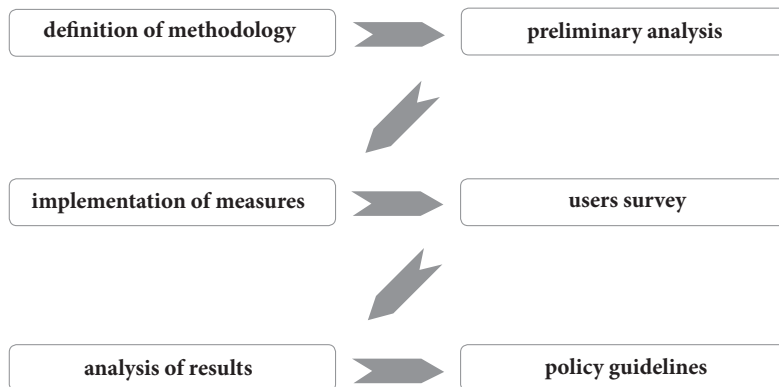 definition of methodology
preliminary analysis
implementation of measures
users survey
analysis of results
policy guidelines